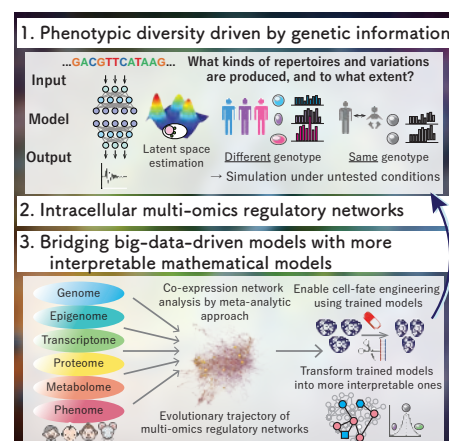 1. Phenotypic diversity driven by genetic information
...GACGTTCATAAG...
What kinds of repertoires and variations
are produced, and to what extent?
Input
Model
Output
Latent space
estimation
Different genotype
Same genotype
→ Simulation under untested conditions
2. Intracellular multi-omics regulatory networks
3. Bridging big-data-driven models with more
interpretable mathematical models
Genome
Epigenome
Transcriptome
Proteome
Metabolome
Phenome
Co-expression network
analysis by meta-analytic
approach
Evolutionary trajectory of
multi-omics regulatory networks
Enable cell-fate engineering
using trained models
Transform trained models
into more interpretable ones